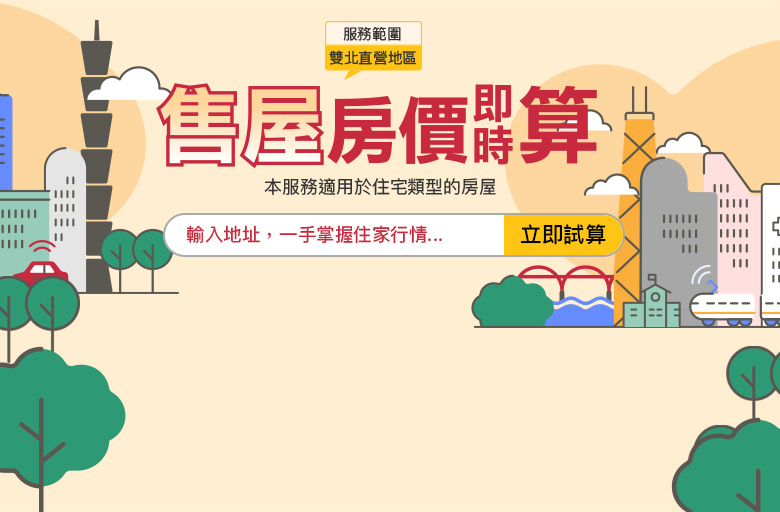 服務範圍
雙北直營地區
售屋房價即時算
本服務適用於住宅類型的房屋
輸入地址，一手掌握住家行情...
立即試算